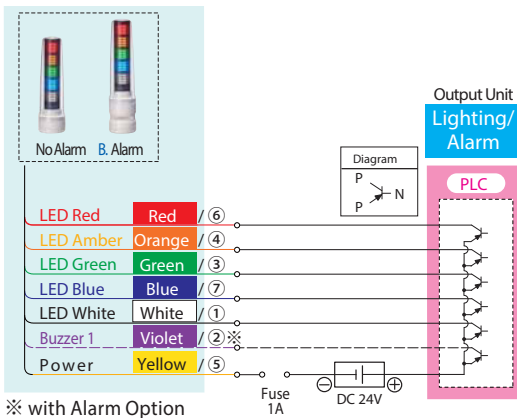 No Alarm B. Alarm
Output Unit
Lighting/
Alarm
Diagram
P
N
P
PLC
LED Red Red /⑥
LED Amber Orange /④
LED Green Green /③
LED Blue Blue /⑦
LED White White /①
Buzzer 1 Violet /②※
Power Yellow /⑤
Fuse
1A
⊖ DC 24V ⊕
※ with Alarm Option